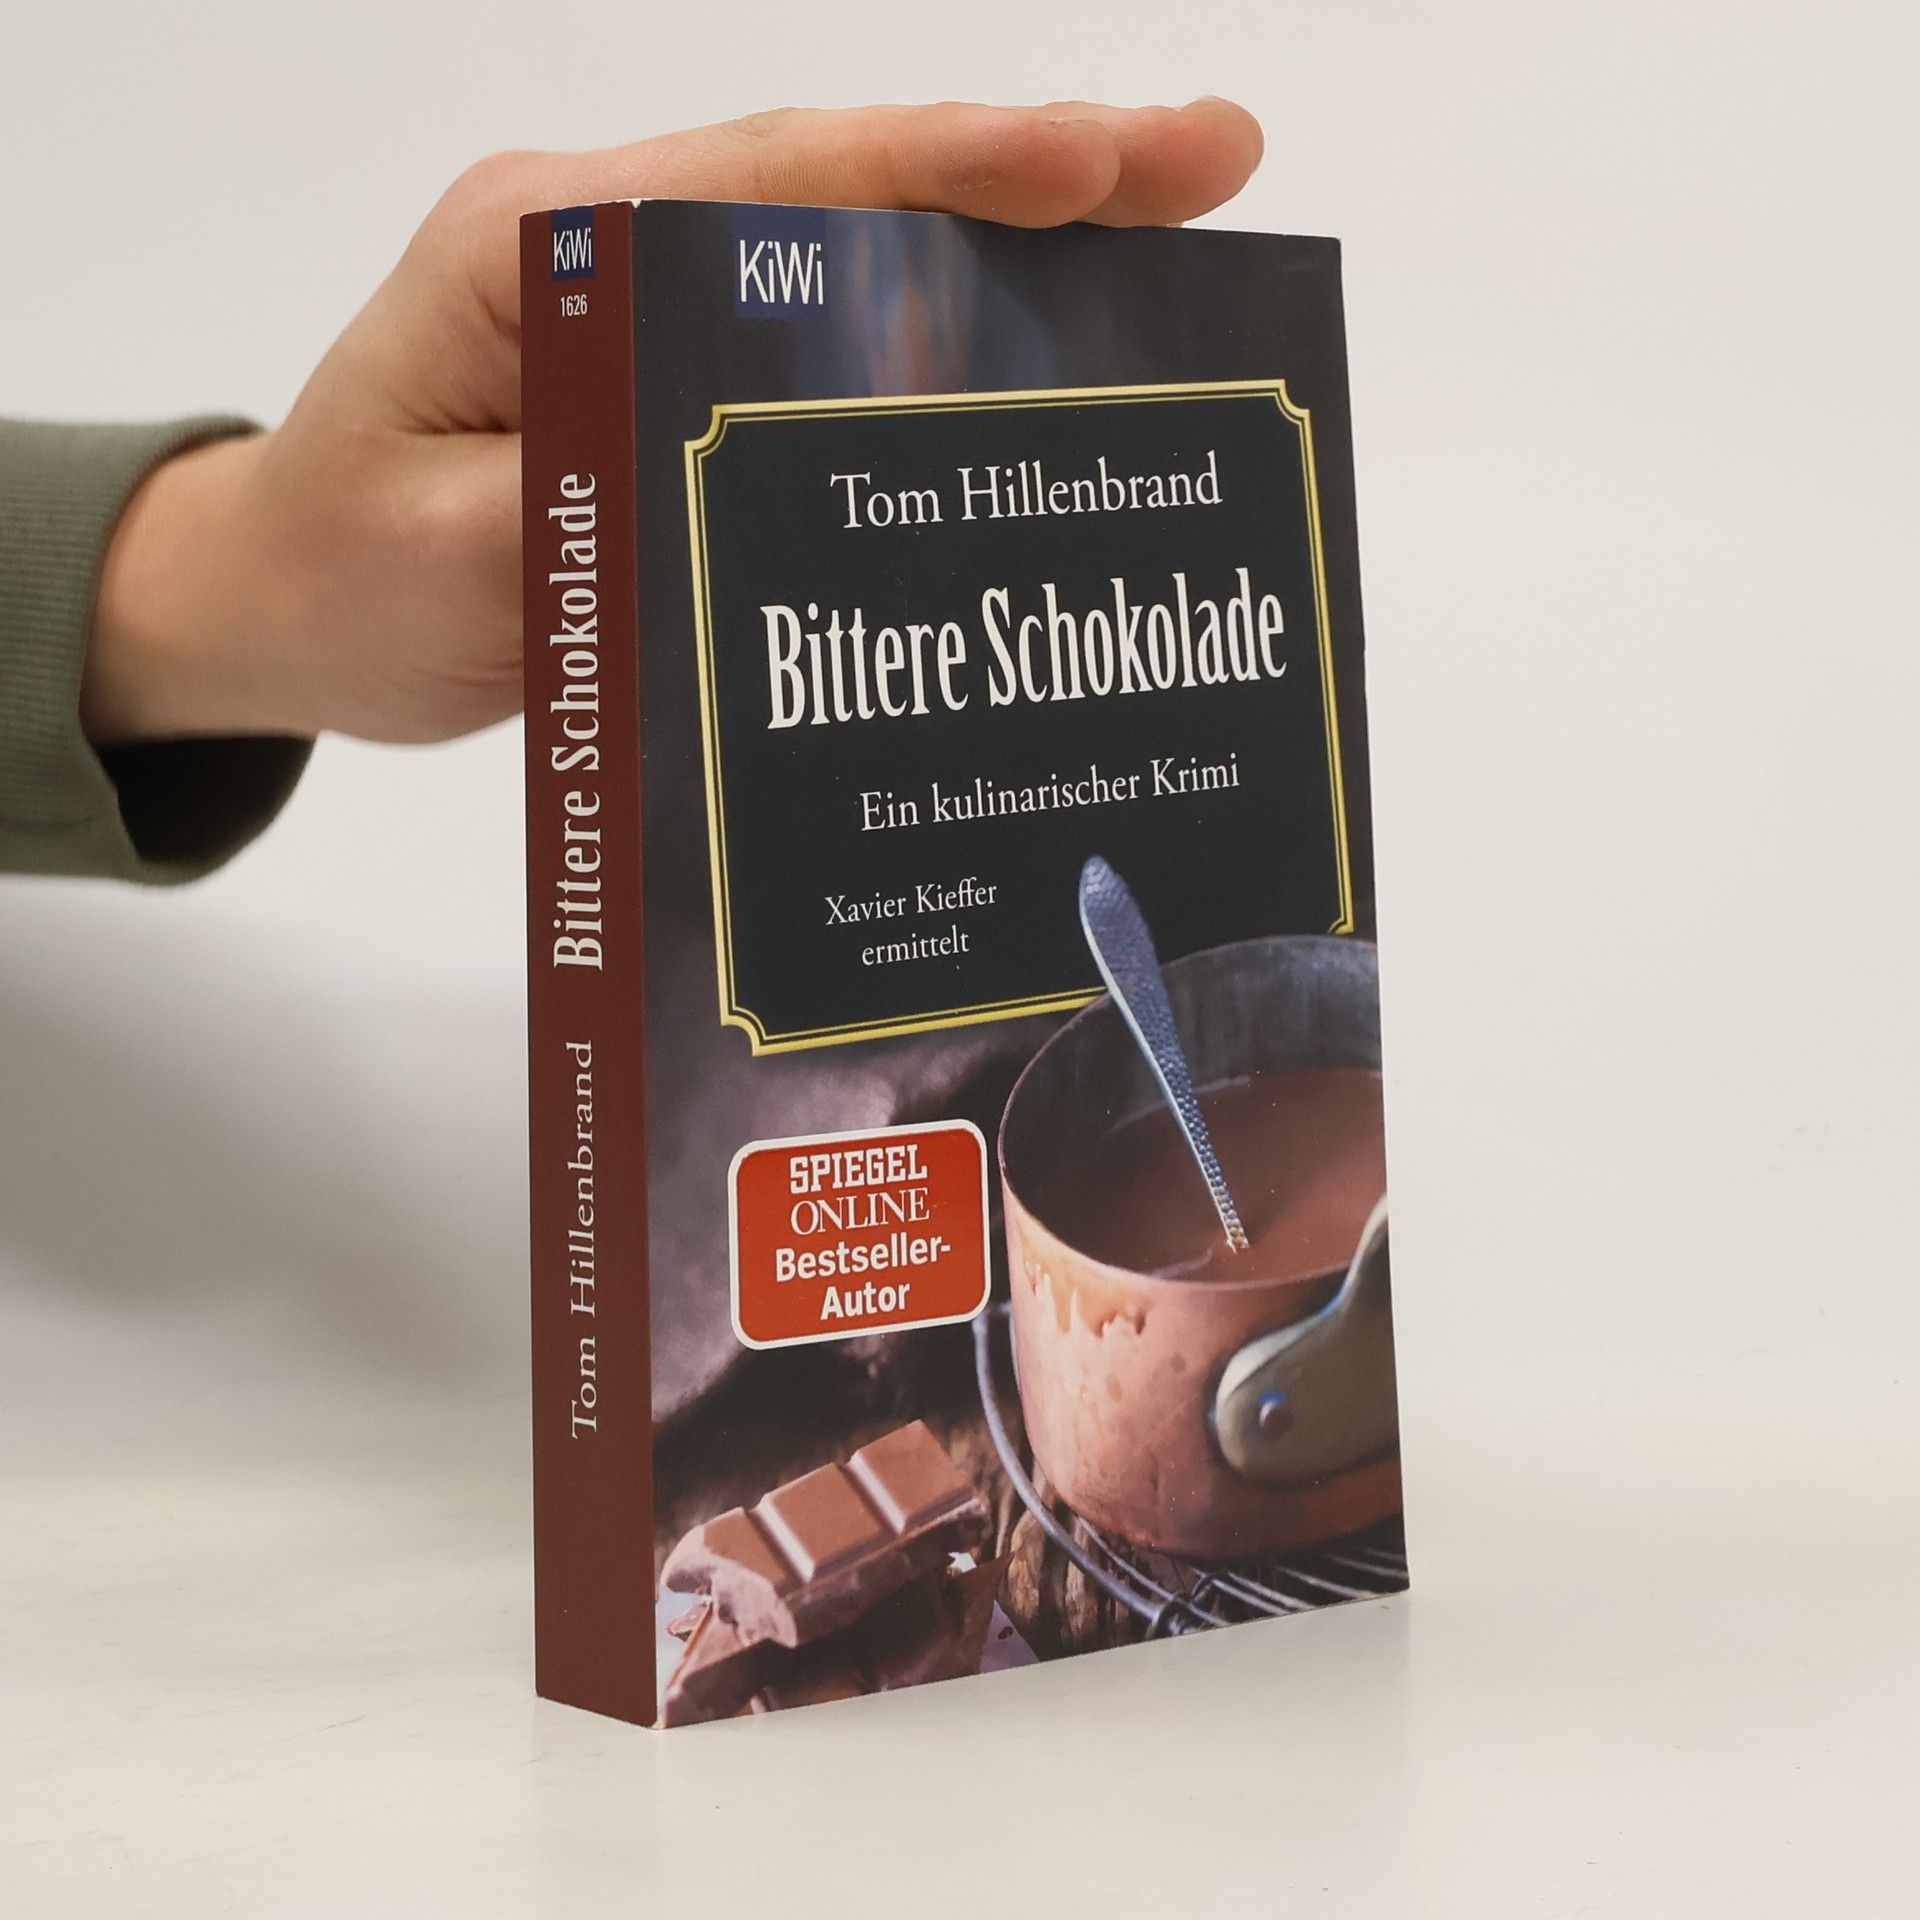 KiWi
1626
Tom Hillenbrand Bittere Schokolade
KiWi
Tom Hillenbrand
Bittere Schokolade
Ein kulinarischer Krimi
Xavier Kieffer
ermittelt
SPIEGEL
ONLINE
Bestseller-
Autor